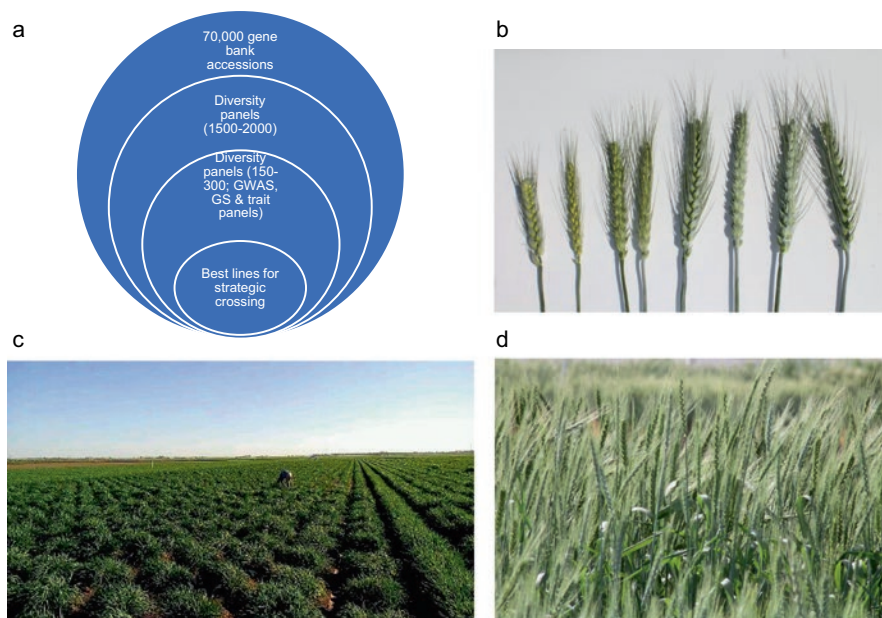 a
70,000 gene
bank
accessions
Diversity
panels
(1500-2000)
Diversity
panels (150-
300; GWAS,
GS & trait
panels)
Best lines for
strategic
crossing
b
c
d